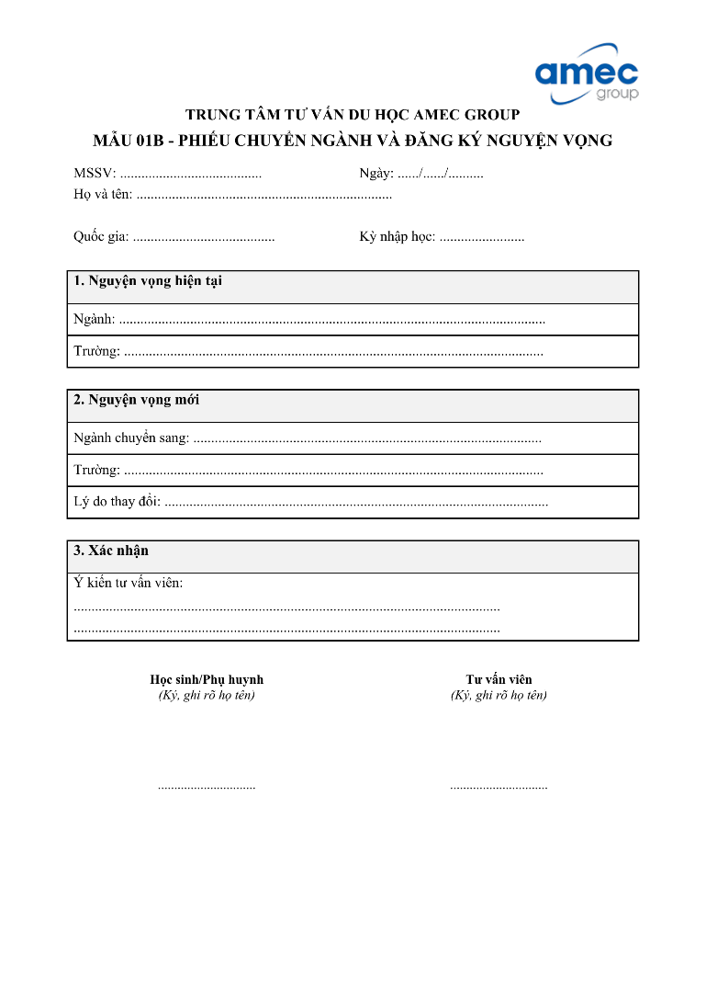 amec
group
TRUNG TÂM TƯ VẤN DU HỌC AMEC GROUP
MẪU 01B - PHIẾU CHUYỂN NGÀNH VÀ ĐĂNG KÝ NGUYỆN VỌNG
MSSV: ........................................ Ngày: ....../....../..........
Họ và tên: ........................................................................
Quốc gia: ........................................ Kỳ nhập học: ........................
1. Nguyện vọng hiện tại
Ngành: ........................................................................................................................
Trường: ......................................................................................................................
2. Nguyện vọng mới
Ngành chuyển sang: ..................................................................................................
Trường: ......................................................................................................................
Lý do thay đổi: ............................................................................................................
3. Xác nhận
Ý kiến tư vấn viên:
........................................................................................................................
........................................................................................................................
Học sinh/Phụ huynh Tư vấn viên
(Ký, ghi rõ họ tên) (Ký, ghi rõ họ tên)
.............................. ..............................